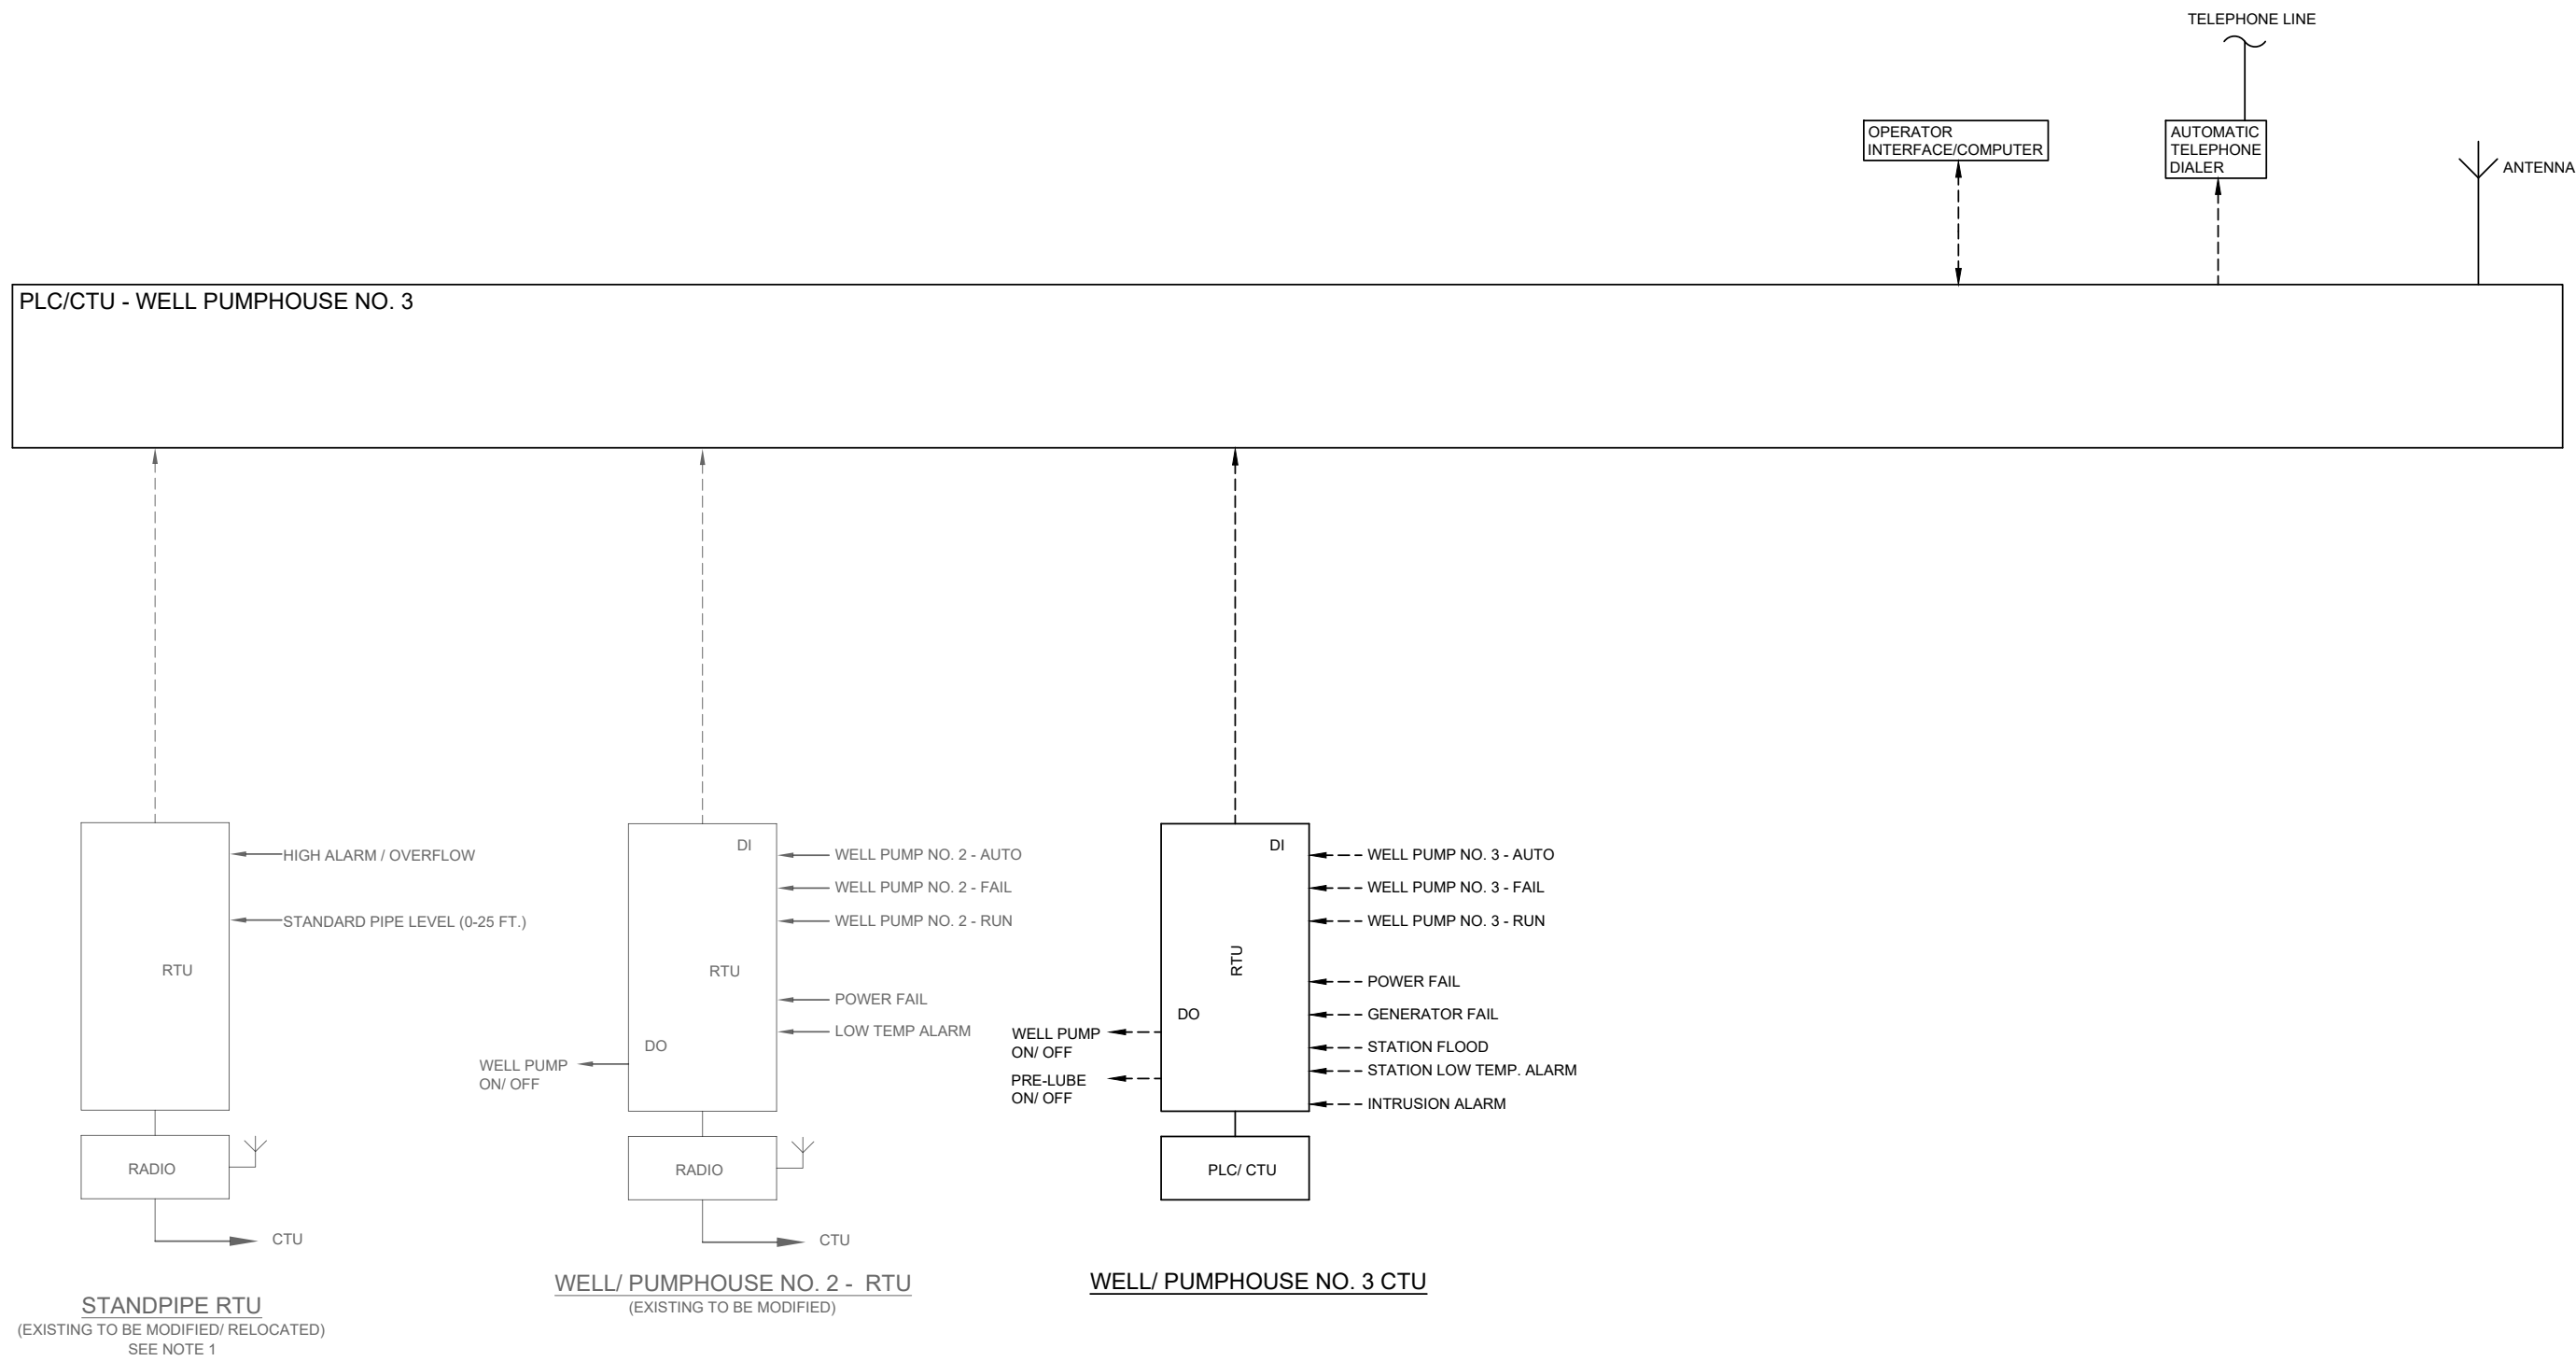 TELEPHONE LINE
OPERATOR
INTERFACE/COMPUTER
AUTOMATIC
TELEPHONE
DIALER
ANTENNA
PLC/CTU - WELL PUMPHOUSE NO. 3
HIGH ALARM / OVERFLOW
STANDARD PIPE LEVEL (0-25 FT.)
RTU
RADIO
CTU
STANDPIPE RTU
(EXISTING TO BE MODIFIED/ RELOCATED)
SEE NOTE 1
DI
WELL PUMP NO. 2 - AUTO
WELL PUMP NO. 2 - FAIL
WELL PUMP NO. 2 - RUN
RTU
POWER FAIL
LOW TEMP ALARM
DO
WELL PUMP
ON/ OFF
RADIO
CTU
WELL/ PUMPHOUSE NO. 2 - RTU
(EXISTING TO BE MODIFIED)
DI
WELL PUMP NO. 3 - AUTO
WELL PUMP NO. 3 - FAIL
WELL PUMP NO. 3 - RUN
RTU
POWER FAIL
DO
GENERATOR FAIL
WELL PUMP
ON/ OFF
STATION FLOOD
STATION LOW TEMP. ALARM
PRE-LUBE
ON/ OFF
INTRUSION ALARM
PLC/ CTU
WELL/ PUMPHOUSE NO. 3 CTU